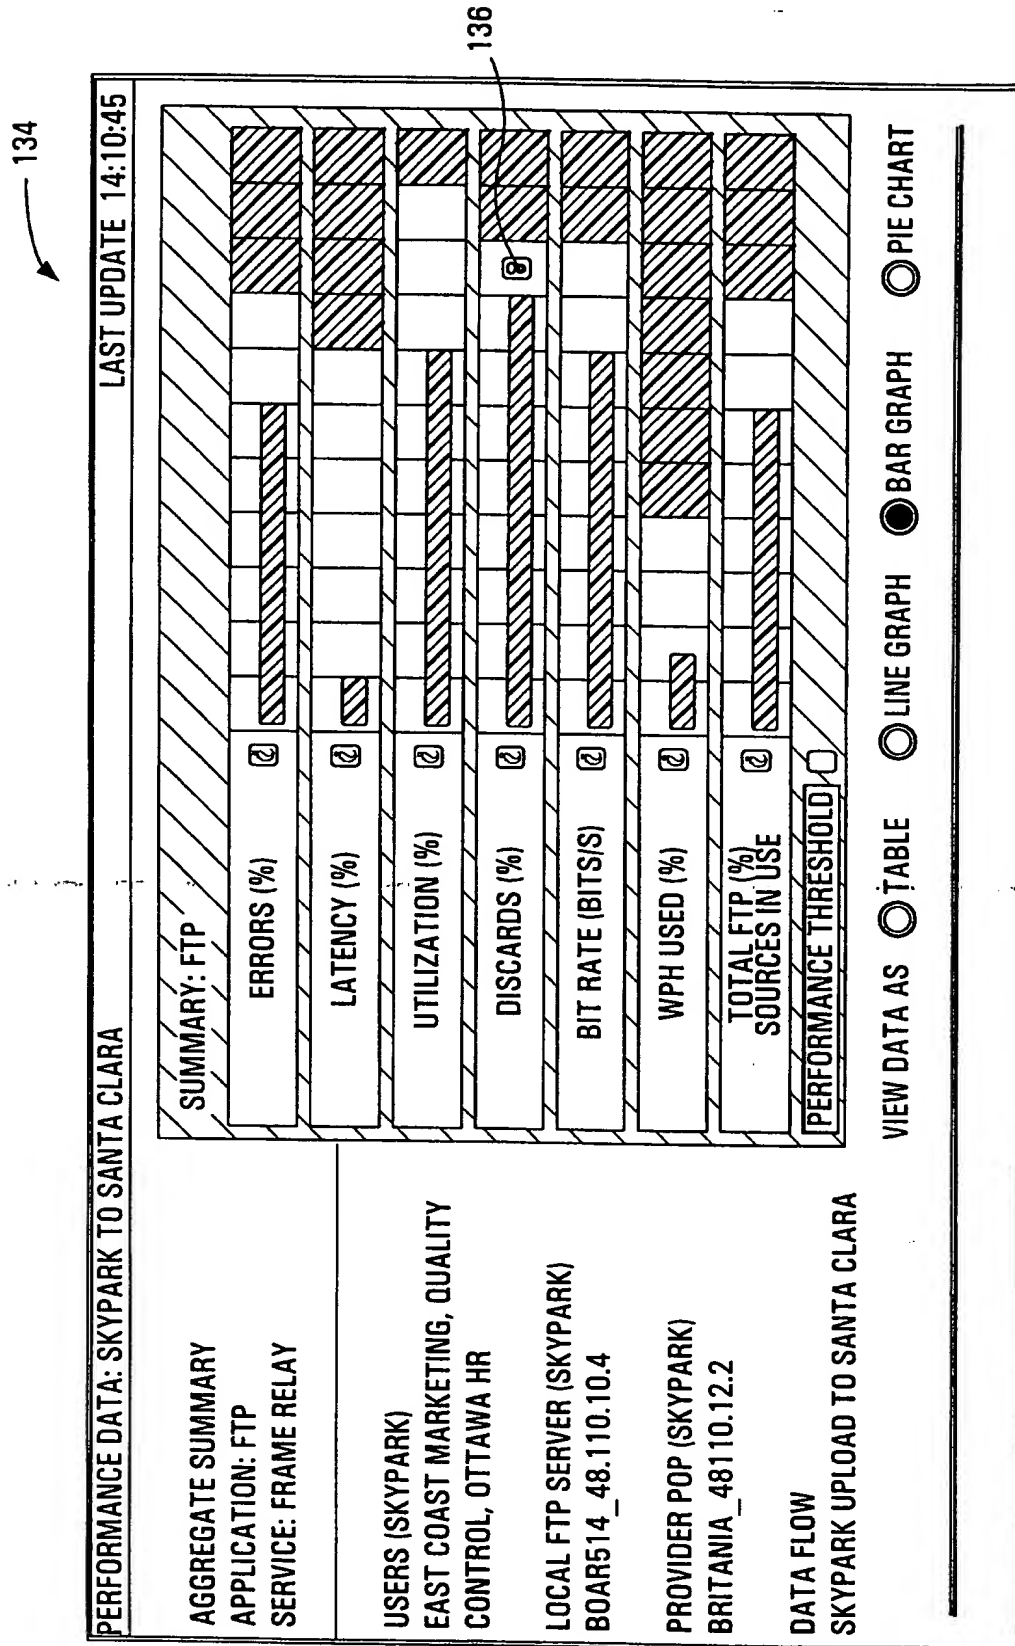 134
PERFORMANCE DATA: SKYPARK TO SANTA CLARA
LAST UPDATE 14:10:45
AGGREGATE SUMMARY
APPLICATION: FTP
SERVICE: FRAME RELAY
USERS (SKYPARK)
EAST COAST MARKETING, QUALITY
CONTROL, OTTAWA HR
LOCAL FTP SERVER (SKYPARK)
BOAR514_48.110.10.4
PROVIDER POP (SKYPARK)
BRITANIA_48110.12.2
DATA FLOW
SKYPARK UPLOAD TO SANTA CLARA
SUMMARY: FTP
ERRORS (%)
LATENCY (%)
UTILIZATION (%)
DISCARDS (%)
136
BIT RATE (BITS/S)
WPH USED (%)
TOTAL FTP (%)
SOURCES IN USE
PERFORMANCE THRESHOLD
VIEW DATA AS
TABLE
LINE GRAPH
BAR GRAPH
PIE CHART